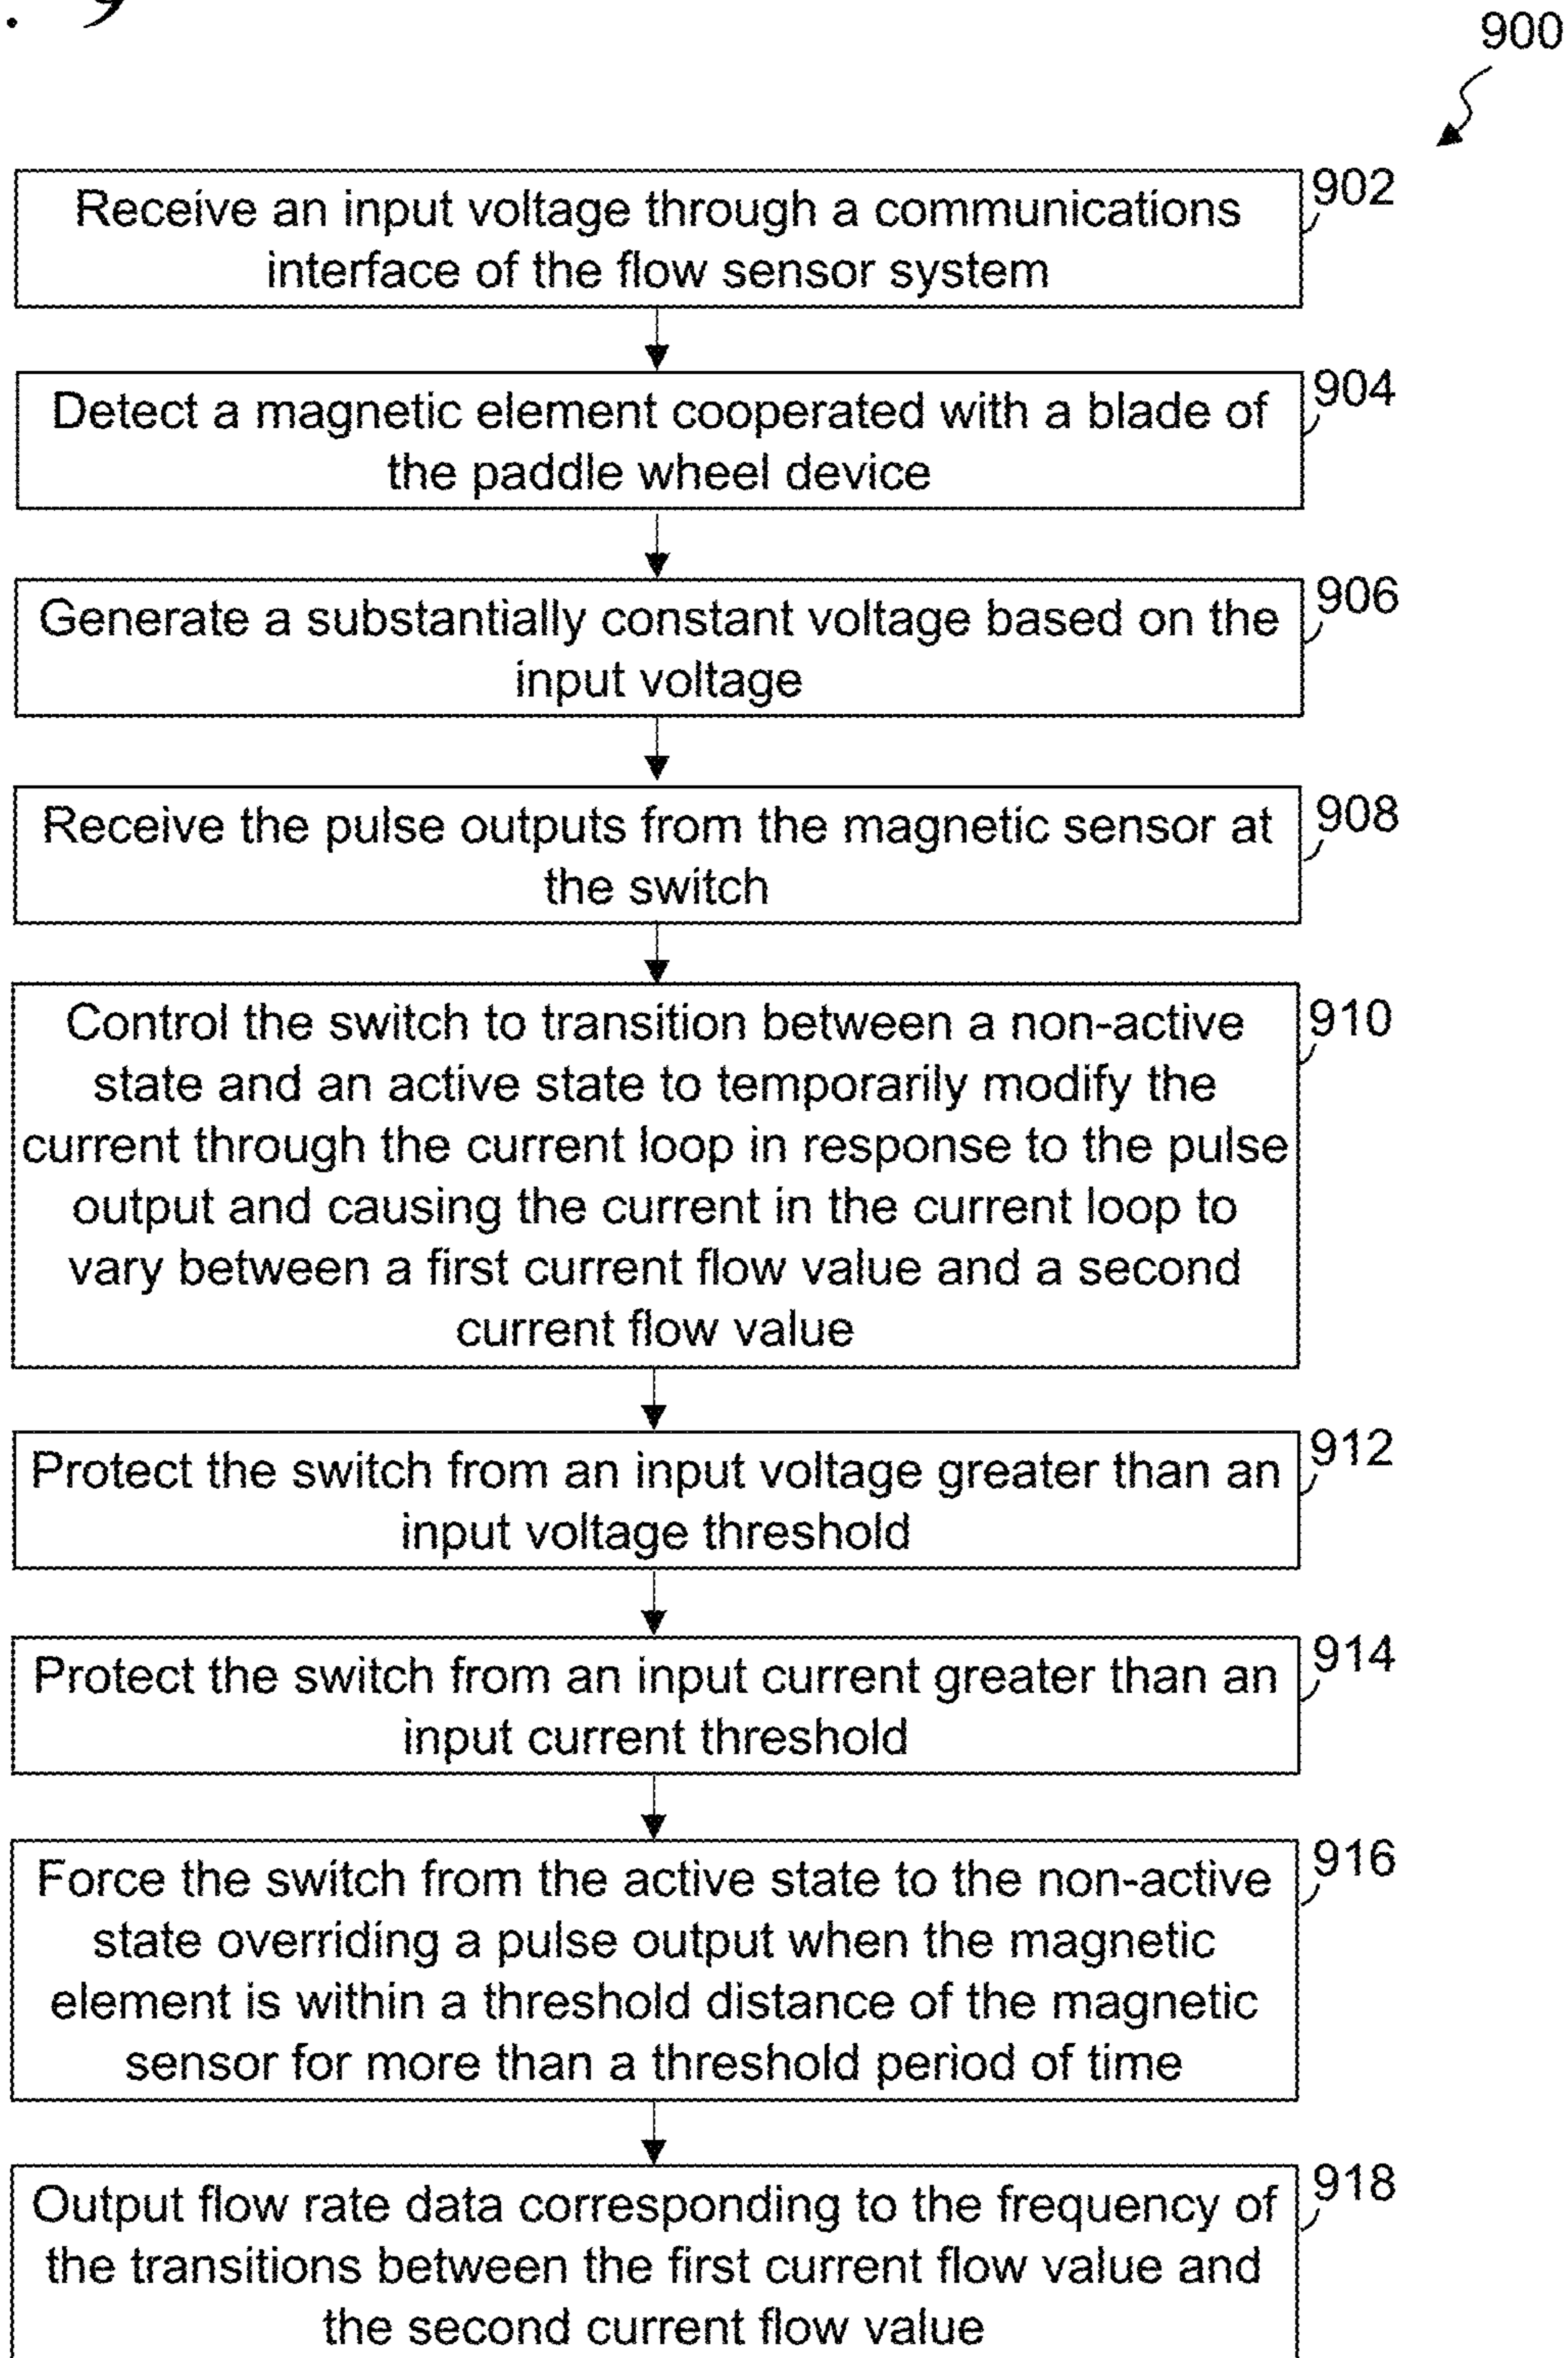 . 9
900
Receive an input voltage through a communications
interface of the flow sensor system
902
Detect a magnetic element cooperated with a blade of
the paddle wheel device
904
Generate a substantially constant voltage based on the
input voltage
906
Receive the pulse outputs from the magnetic sensor at
the switch
908
Control the switch to transition between a non-active
state and an active state to temporarily modify the
current through the current loop in response to the pulse
output and causing the current in the current loop to
vary between a first current flow value and a second
current flow value
910
Protect the switch from an input voltage greater than an
input voltage threshold
912
Protect the switch from an input current greater than an
input current threshold
914
Force the switch from the active state to the non-active
state overriding a pulse output when the magnetic
element is within a threshold distance of the magnetic
sensor for more than a threshold period of time
916
Output flow rate data corresponding to the frequency of
the transitions between the first current flow value and
the second current flow value
918